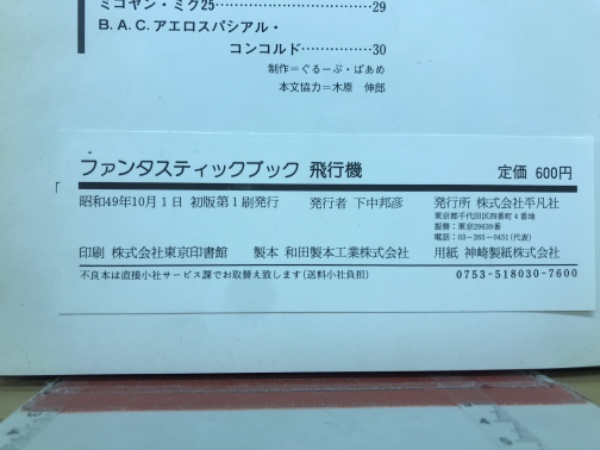 ミコヤン・ミグ25……………………………29
B.A.C.アエロスパシアル・
コンコルド……………30
制作＝ぐるーぷ・ぱあめ
本文協力＝木原 伸郎
ファンタスティックブック 飛行機 定価 600円
昭和49年10月1日 初版第1刷発行 発行者 下中邦彦 発行所 株式会社平凡社
東京都千代田区四番町4番地
振替：東京29639番
電話：03-265-0451(代表)
印刷 株式会社東京印書館 製本 和田製本工業株式会社 用紙 神崎製紙株式会社
不良本は直接小社サービス課でお取替え致します(送料小社負担) 0753-518030-7600